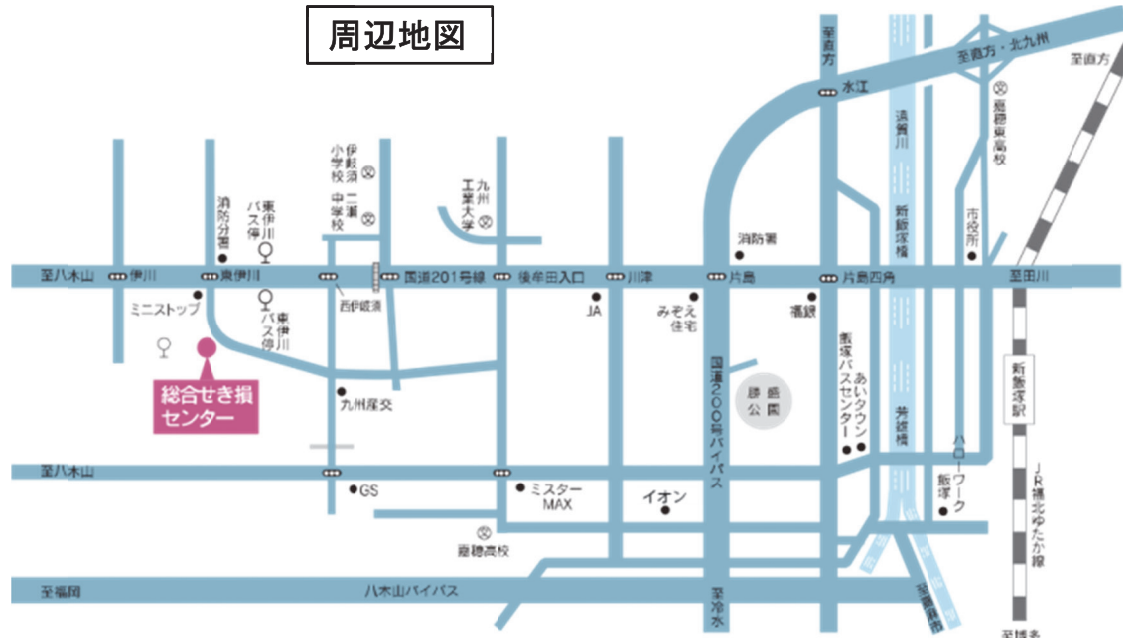 周辺地図
至直方
至直方・北九州
至直方
水江
遠賀川
嘉穂東高校
伊岐須
小学校
二瀬
中学校
九州
工業大学
消防分署
東伊川
バス停
新飯塚橋
市役所
消防署
至八木山
伊川
東伊川
国道201号線
後牟田入口
川津
片島
片島四角
至田川
ミニストップ
東伊川
バス停
西伊岐須
JA
みぞえ
住宅
福銀
総合せき損
センター
九州産交
国道200号バイパス
勝盛
公園
飯塚バスセンター
あいタウン
芳雄橋
新飯塚駅
ハローワーク
飯塚
JR福北ゆたか線
至八木山
GS
ミスター
MAX
イオン
嘉穂高校
至福岡
八木山バイパス
至冷水
至博多